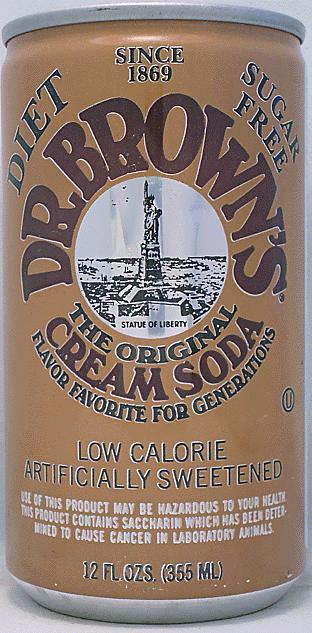 SINCE
1869
DIET
SUGAR
FREE
DR. BROWN'S
STATUE OF LIBERTY
THE ORIGINAL
CREAM SODA
FLAVOR FAVORITE FOR GENERATIONS
U
LOW CALORIE
ARTIFICIALLY SWEETENED
USE OF THIS PRODUCT MAY BE HAZARDOUS TO YOUR HEALTH.
THIS PRODUCT CONTAINS SACCHARIN WHICH HAS BEEN DETER-
MINED TO CAUSE CANCER IN LABORATORY ANIMALS.
12 FL.OZS. (355 ML)